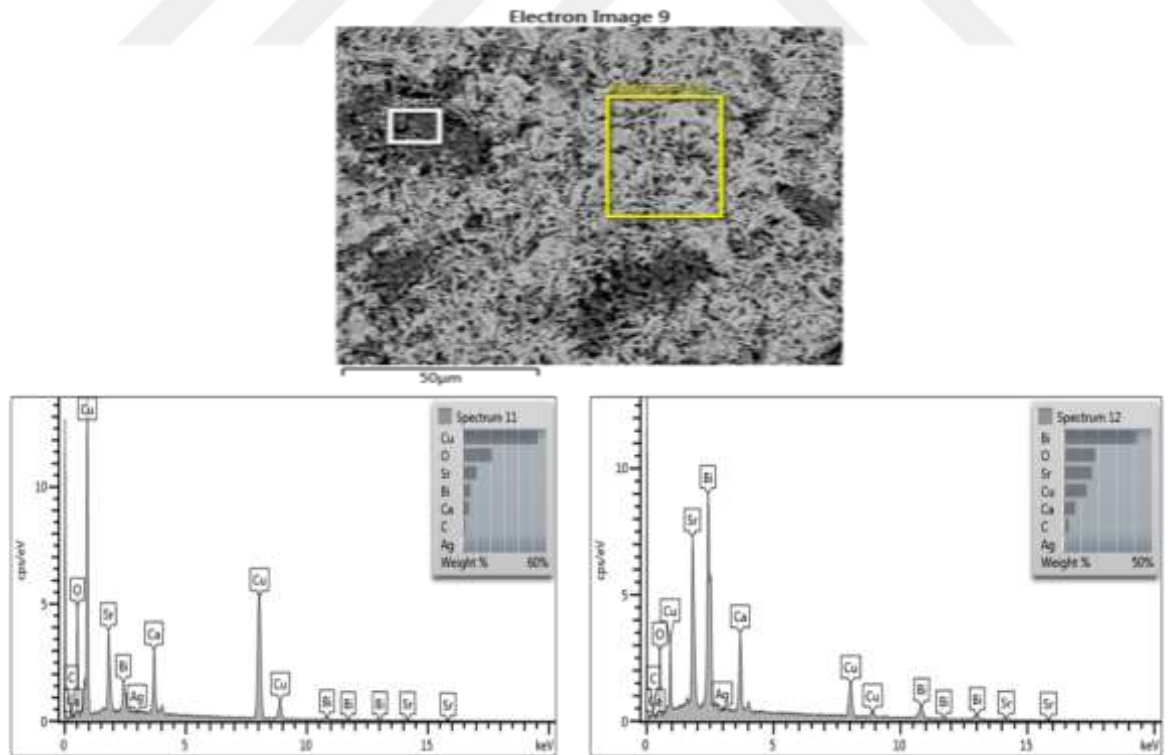 Electron Image 9
50µm
Spectrum 11
Cu
O
Sr
Bi
Ca
C
Ag
Weight % 60%
cps/eV
10
5
0
Cu
O
C
Ca
Sr
Bi
Ag
Ca
Cu
Cu
Bi
Bi
Bi
Sr
Sr
0 5 10 15 keV
Spectrum 12
Bi
O
Sr
Cu
Ca
C
Ag
Weight % 50%
cps/eV
10
5
0
Bi
Sr
Cu
O
C
Ca
Ag
Ca
Cu
Cu
Bi
Bi
Bi
Sr
Sr
0 5 10 15 keV